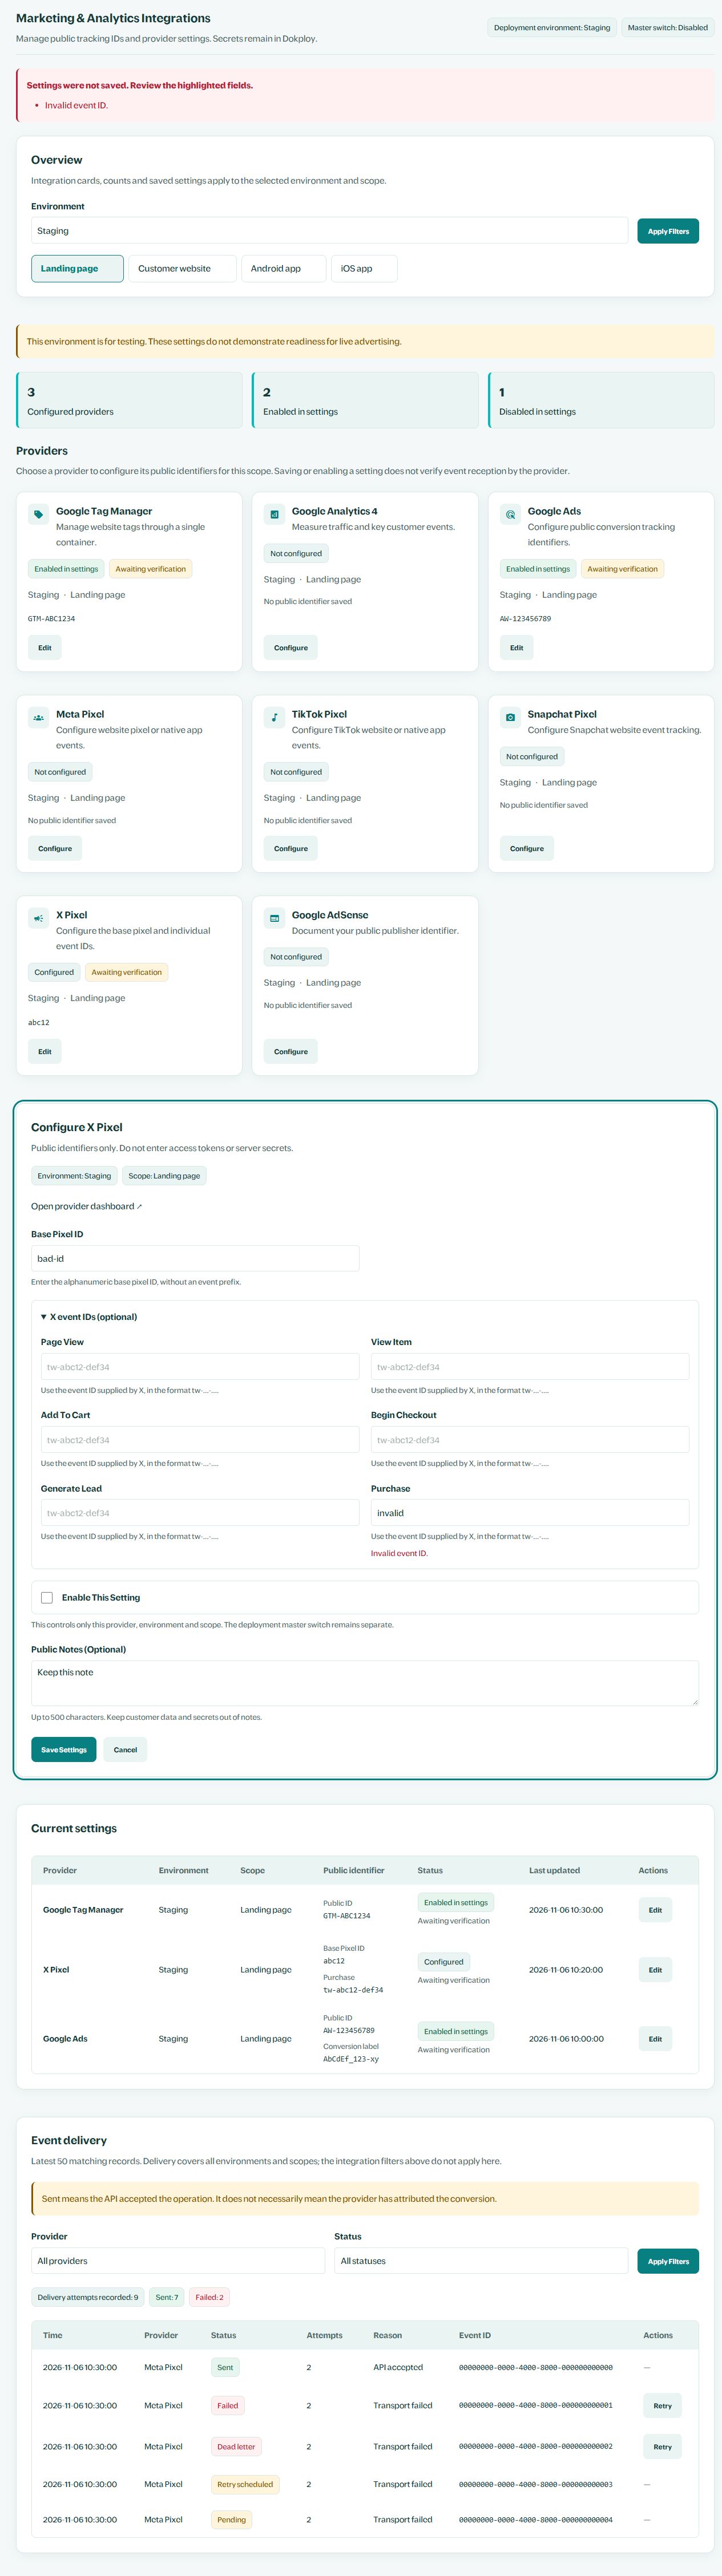 Marketing & Analytics Integrations
Manage public tracking IDs and provider settings. Secrets remain in Dokploy.
Deployment environment: Staging
Master switch: Disabled
Settings were not saved. Review the highlighted fields.
• Invalid event ID.
Overview
Integration cards, counts and saved settings apply to the selected environment and scope.
Environment
Staging
Apply Filters
Landing page
Customer website
Android app
iOS app
This environment is for testing. These settings do not demonstrate readiness for live advertising.
3
Configured providers
2
Enabled in settings
1
Disabled in settings
Providers
Choose a provider to configure its public identifiers for this scope. Saving or enabling a setting does not verify event reception by the provider.
Google Tag Manager
Manage website tags through a single
container.
Enabled in settings
Awaiting verification
Staging · Landing page
GTM-ABC1234
Edit
Google Analytics 4
Measure traffic and key customer events.
Not configured
Staging · Landing page
No public identifier saved
Configure
Google Ads
Configure public conversion tracking
identifiers.
Enabled in settings
Awaiting verification
Staging · Landing page
AW-123456789
Edit
Meta Pixel
Configure website pixel or native app
events.
Not configured
Staging · Landing page
No public identifier saved
Configure
TikTok Pixel
Configure TikTok website or native app
events.
Not configured
Staging · Landing page
No public identifier saved
Configure
Snapchat Pixel
Configure Snapchat website event tracking.
Not configured
Staging · Landing page
No public identifier saved
Configure
X Pixel
Configure the base pixel and individual
event IDs.
Configured
Awaiting verification
Staging · Landing page
abc12
Edit
Google AdSense
Document your public publisher identifier.
Not configured
Staging · Landing page
No public identifier saved
Configure
Configure X Pixel
Public identifiers only. Do not enter access tokens or server secrets.
Environment: Staging
Scope: Landing page
Open provider dashboard ↗
Base Pixel ID
bad-id
Enter the alphanumeric base pixel ID, without an event prefix.
▼ X event IDs (optional)
Page View
View Item
tw-abc12-def34
tw-abc12-def34
Use the event ID supplied by X, in the format tw-…-….
Use the event ID supplied by X, in the format tw-…-….
Add To Cart
Begin Checkout
tw-abc12-def34
tw-abc12-def34
Use the event ID supplied by X, in the format tw-…-….
Use the event ID supplied by X, in the format tw-…-….
Generate Lead
Purchase
tw-abc12-def34
invalid
Use the event ID supplied by X, in the format tw-…-….
Use the event ID supplied by X, in the format tw-…-….
Invalid event ID.
Enable This Setting
This controls only this provider, environment and scope. The deployment master switch remains separate.
Public Notes (Optional)
Keep this note
Up to 500 characters. Keep customer data and secrets out of notes.
Save Settings
Cancel
Current settings
Provider Environment Scope Public identifier Status Last updated Actions
Google Tag Manager Staging Landing page Public ID GTM-ABC1234 Enabled in settings Awaiting verification 2026-11-06 10:30:00 Edit
X Pixel Staging Landing page Base Pixel ID abc12 Purchase tw-abc12-def34 Configured Awaiting verification 2026-11-06 10:20:00 Edit
Google Ads Staging Landing page Public ID AW-123456789 Conversion label AbCdEf_123-xy Enabled in settings Awaiting verification 2026-11-06 10:00:00 Edit
Event delivery
Latest 50 matching records. Delivery covers all environments and scopes; the integration filters above do not apply here.
Sent means the API accepted the operation. It does not necessarily mean the provider has attributed the conversion.
Provider
Status
All providers
All statuses
Apply Filters
Delivery attempts recorded: 9
Sent: 7
Failed: 2
Time Provider Status Attempts Reason Event ID Actions
2026-11-06 10:30:00 Meta Pixel Sent 2 API accepted 00000000-0000-4000-8000-000000000000 —
2026-11-06 10:30:00 Meta Pixel Failed 2 Transport failed 00000000-0000-4000-8000-000000000001 Retry
2026-11-06 10:30:00 Meta Pixel Dead letter 2 Transport failed 00000000-0000-4000-8000-000000000002 Retry
2026-11-06 10:30:00 Meta Pixel Retry scheduled 2 Transport failed 00000000-0000-4000-8000-000000000003 —
2026-11-06 10:30:00 Meta Pixel Pending 2 Transport failed 00000000-0000-4000-8000-000000000004 —